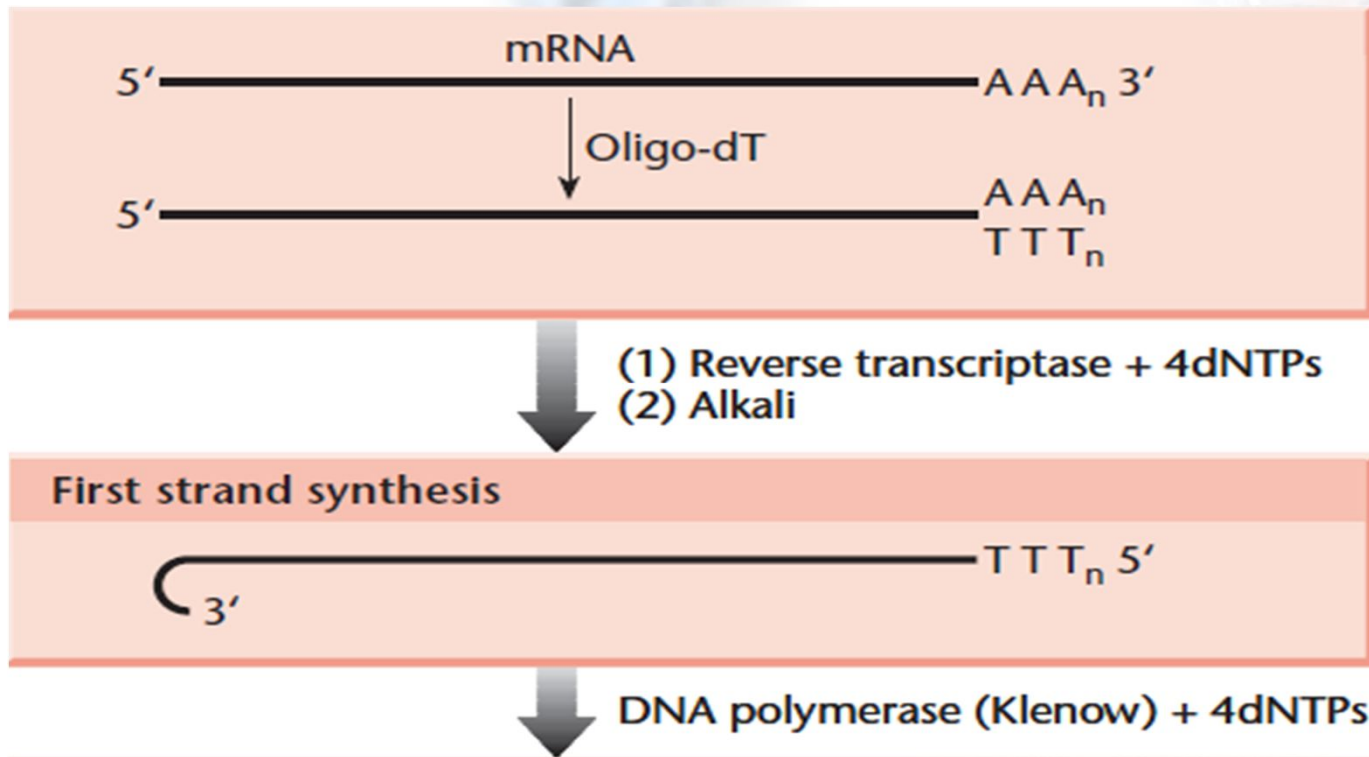 mRNA
5′ AAAₙ 3′
Oligo-dT
5′ AAAₙ
TTTₙ
(1) Reverse transcriptase + 4dNTPs
(2) Alkali
First strand synthesis
TTTₙ 5′
3′
DNA polymerase (Klenow) + 4dNTPs